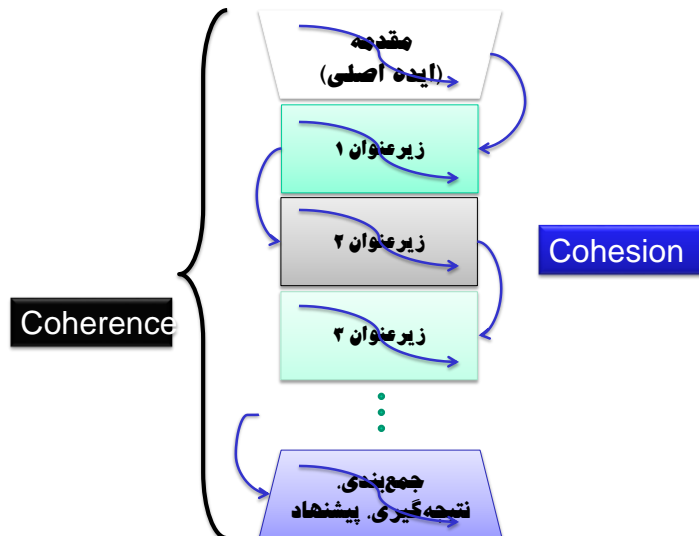 مقدمه
(ایده اصلی)
زیرعنوان ۱
زیرعنوان ۲
Cohesion
Coherence
زیرعنوان ۳
جمع‌بندی،
نتیجه‌گیری، پیشنهاد